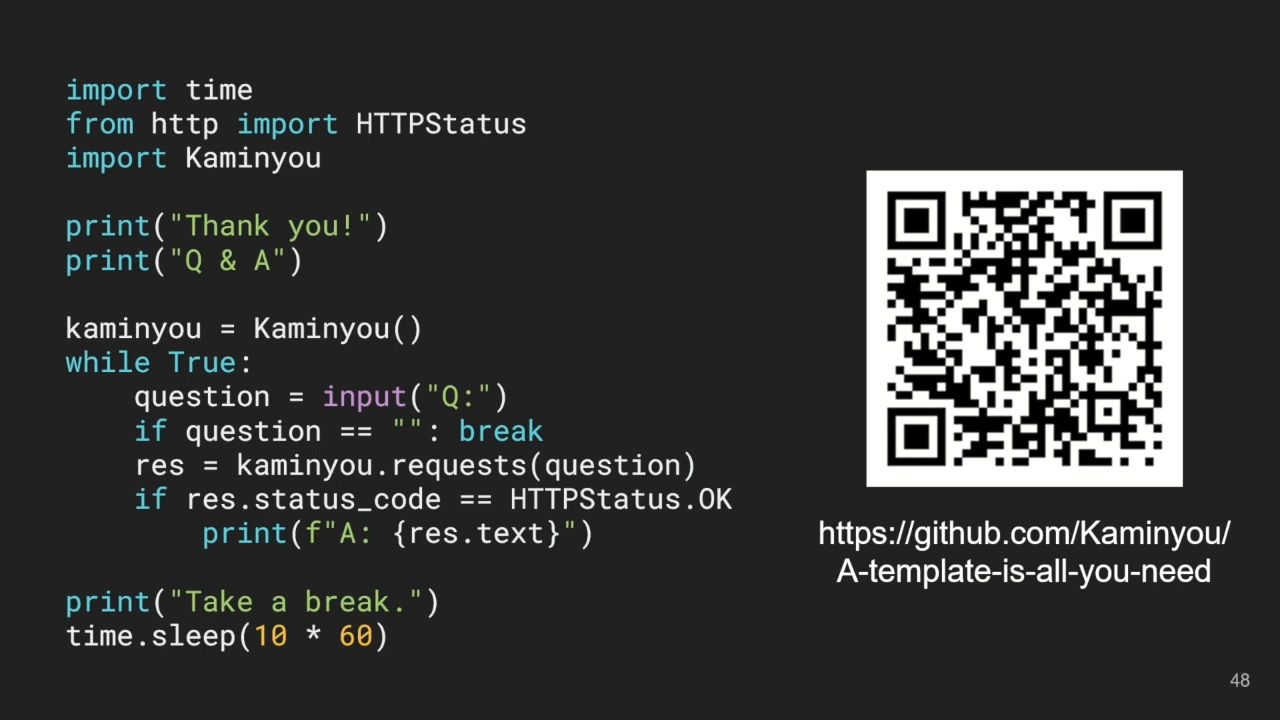 import time
from http import HTTPStatus
import Kaminyou
print("Thank you!")
print("Q & A")
kaminyou = Kaminyou()
while True:
    question = input("Q:")
    if question == "": break
    res = kaminyou.requests(question)
    if res.status_code == HTTPStatus.OK
        print(f"A: {res.text}")
print("Take a break.")
time.sleep(10 * 60)
https://github.com/Kaminyou/
A-template-is-all-you-need
48